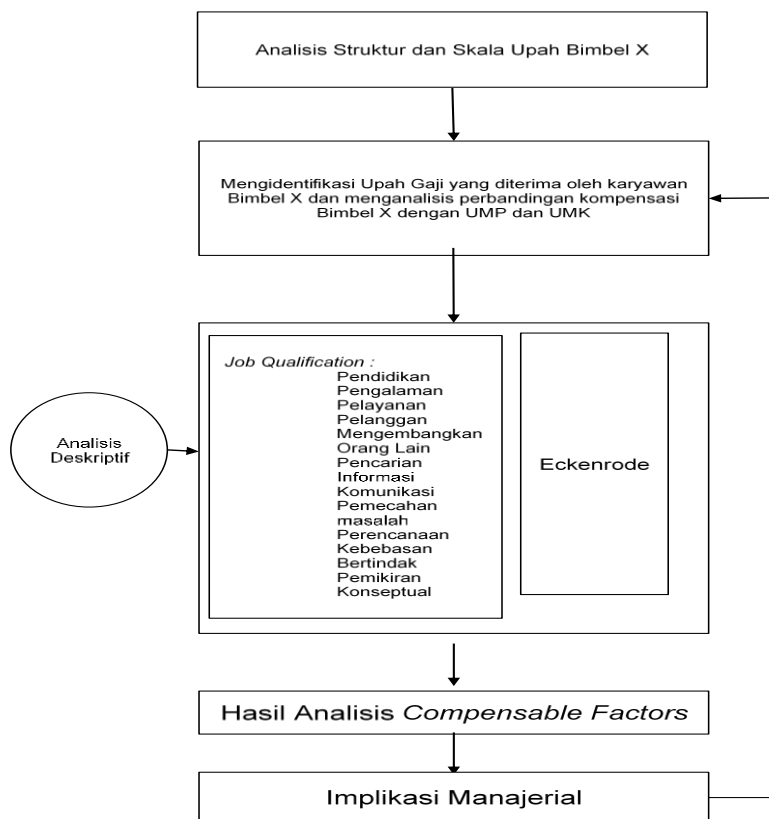 Analisis Struktur dan Skala Upah Bimbel X
Mengidentifikasi Upah Gaji yang diterima oleh karyawan
Bimbel X dan menganalisis perbandingan kompensasi
Bimbel X dengan UMP dan UMK
Job Qualification :
Pendidikan
Pengalaman
Pelayanan
Pelanggan
Mengembangkan
Orang Lain
Pencarian
Informasi
Komunikasi
Pemecahan
masalah
Perencanaan
Kebebasan
Bertindak
Pemikiran
Konseptual
Eckenrode
Analisis
Deskriptif
Hasil Analisis Compensable Factors
Implikasi Manajerial